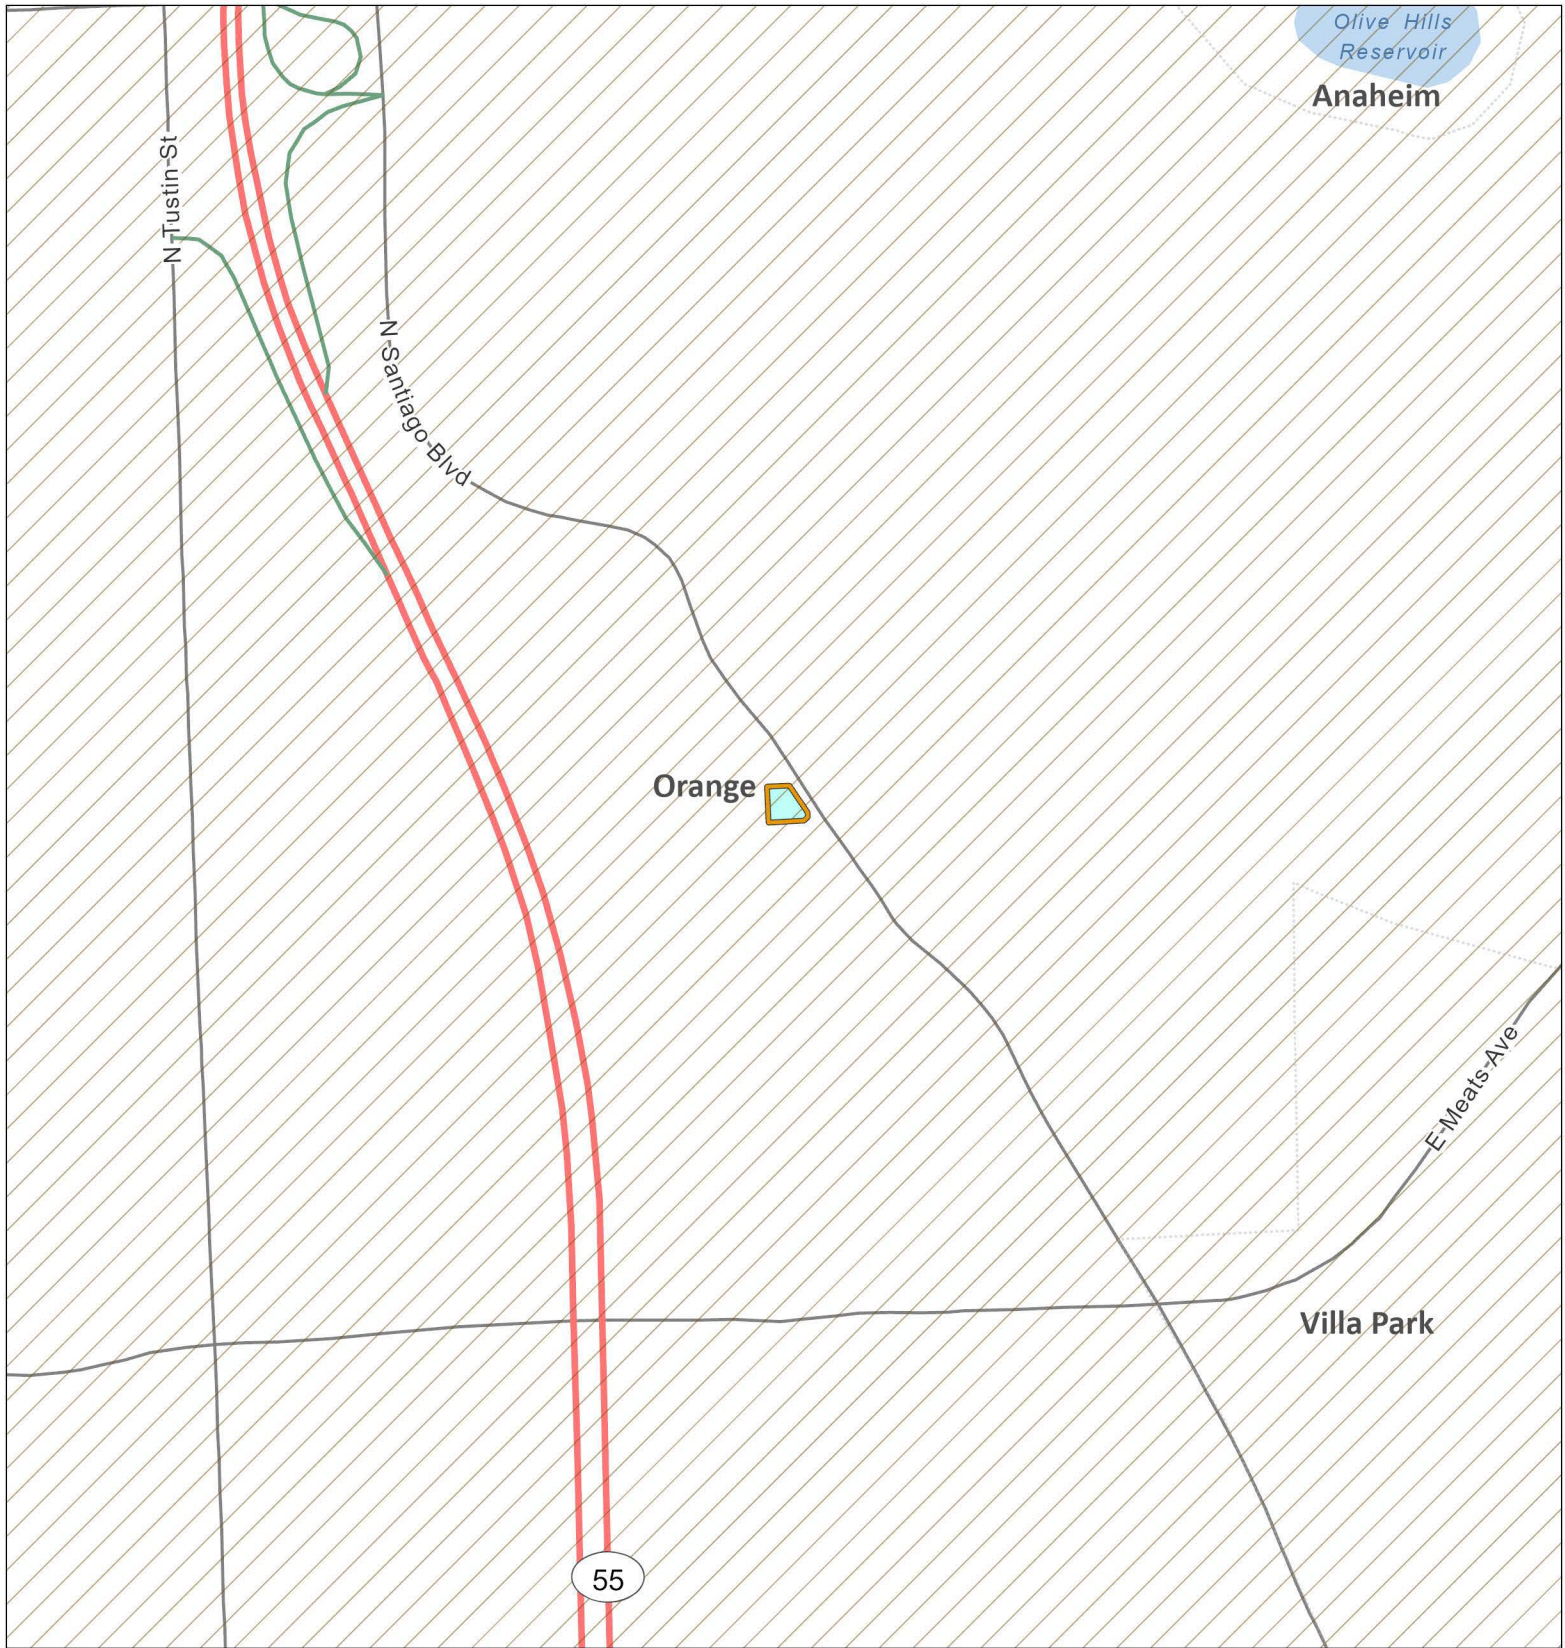 Olive Hills
Reservoir
Anaheim
N Tustin St
N Santiago Blvd
Orange
E Meats Ave
Villa Park
55